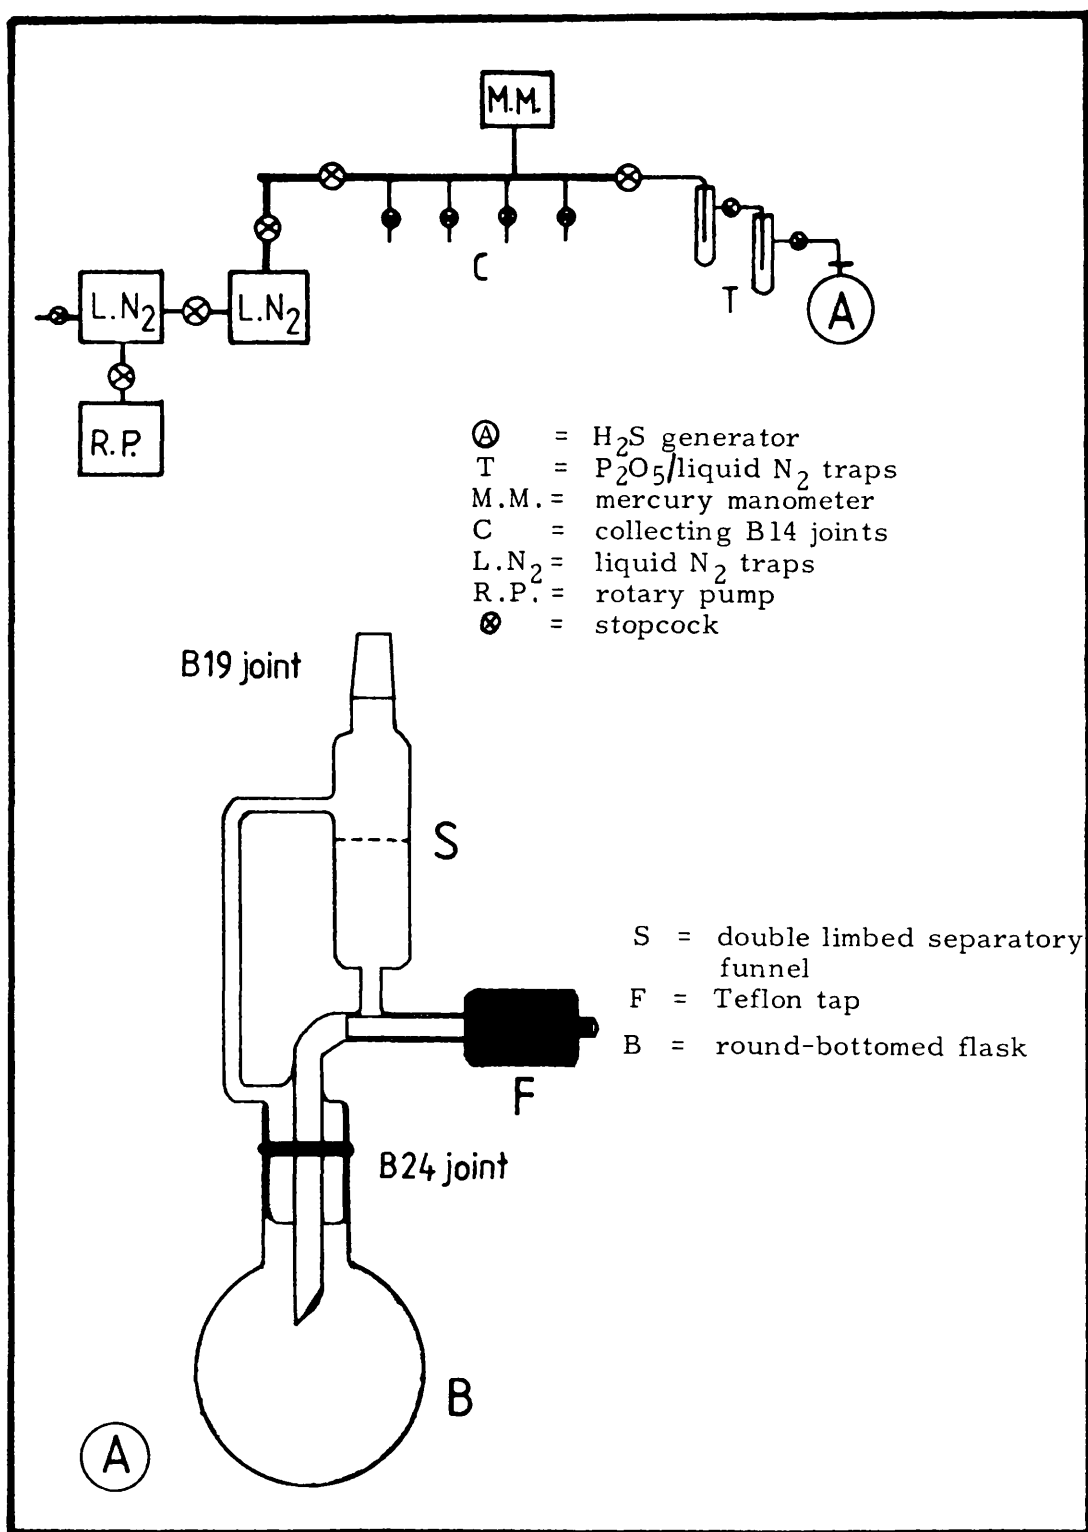 M.M.
C
T
A
L.N₂
L.N₂
R.P.
Ⓐ = H₂S generator
T = P₂O₅/liquid N₂ traps
M.M. = mercury manometer
C = collecting B14 joints
L.N₂ = liquid N₂ traps
R.P. = rotary pump
⊗ = stopcock
B19 joint
S
S = double limbed separatory
funnel
F = Teflon tap
B = round-bottomed flask
F
B24 joint
B
A